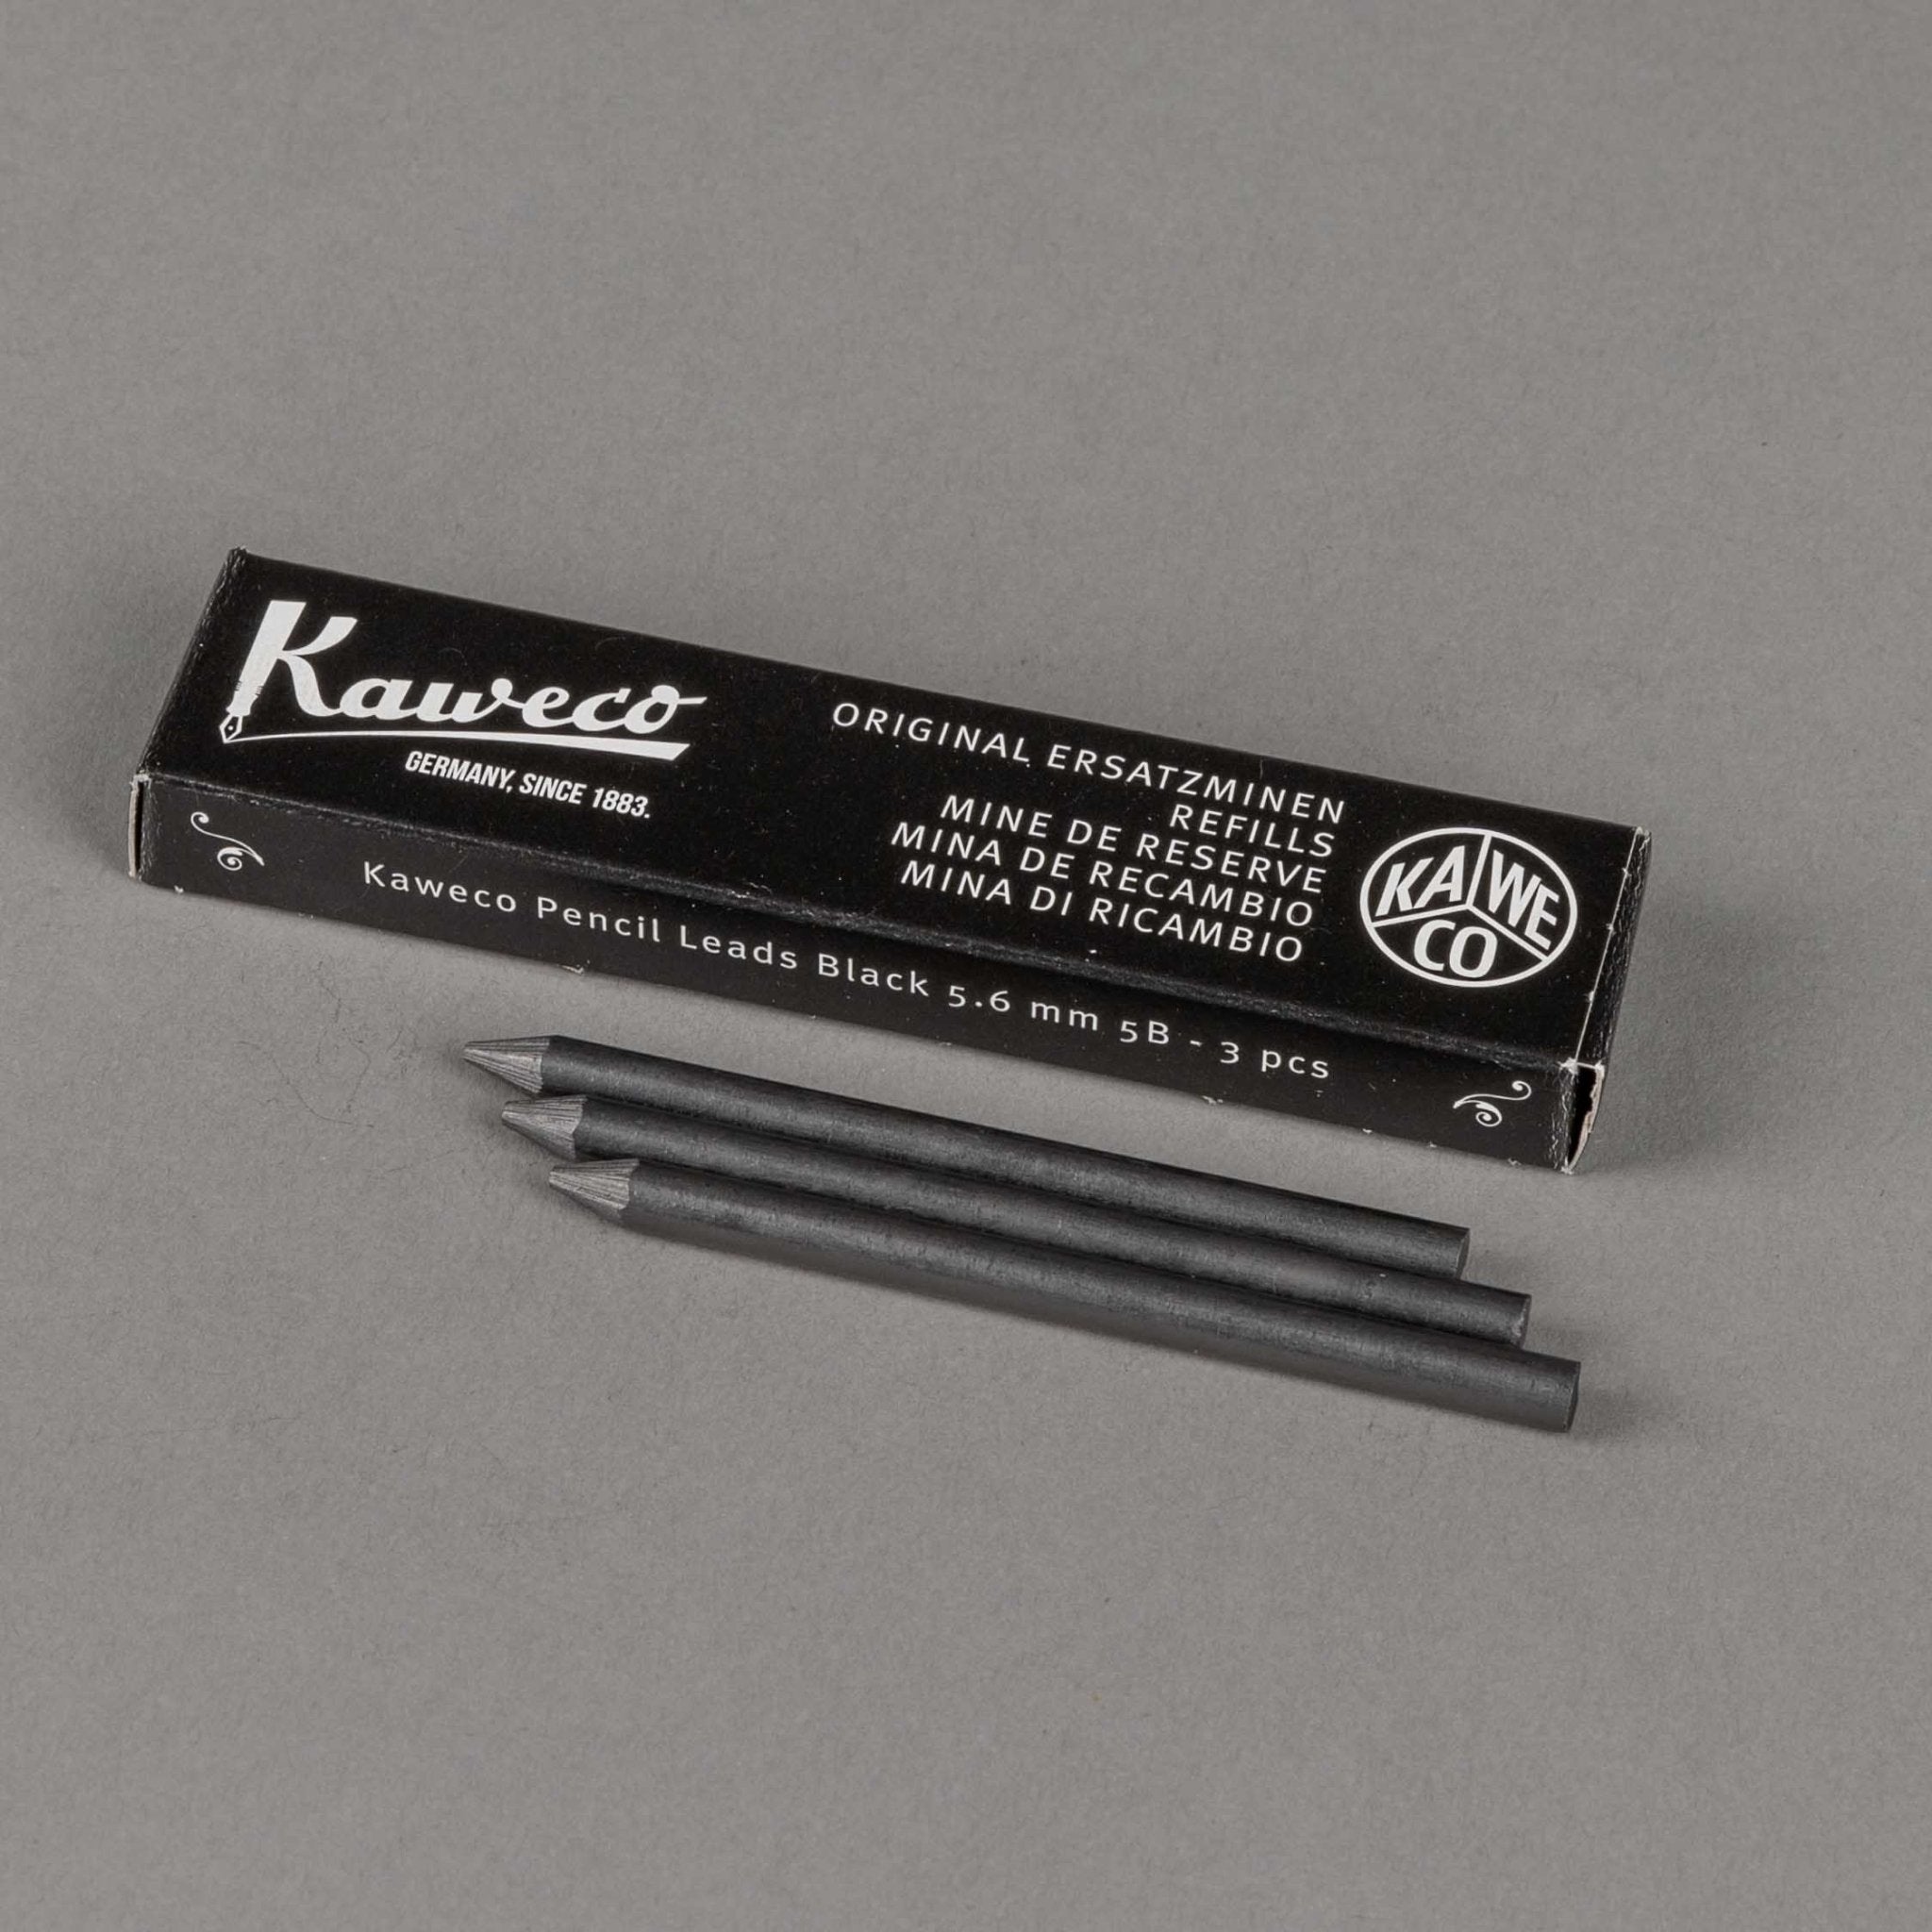 Kaweco
GERMANY, SINCE 1883.
ORIGINAL ERSATZMINEN
REFILLS
MINE DE RESERVE
MINA DE RECAMBIO
MINA DI RICAMBIO
KA WE
CO
Kaweco Pencil Leads Black 5.6 mm 5B - 3 pcs